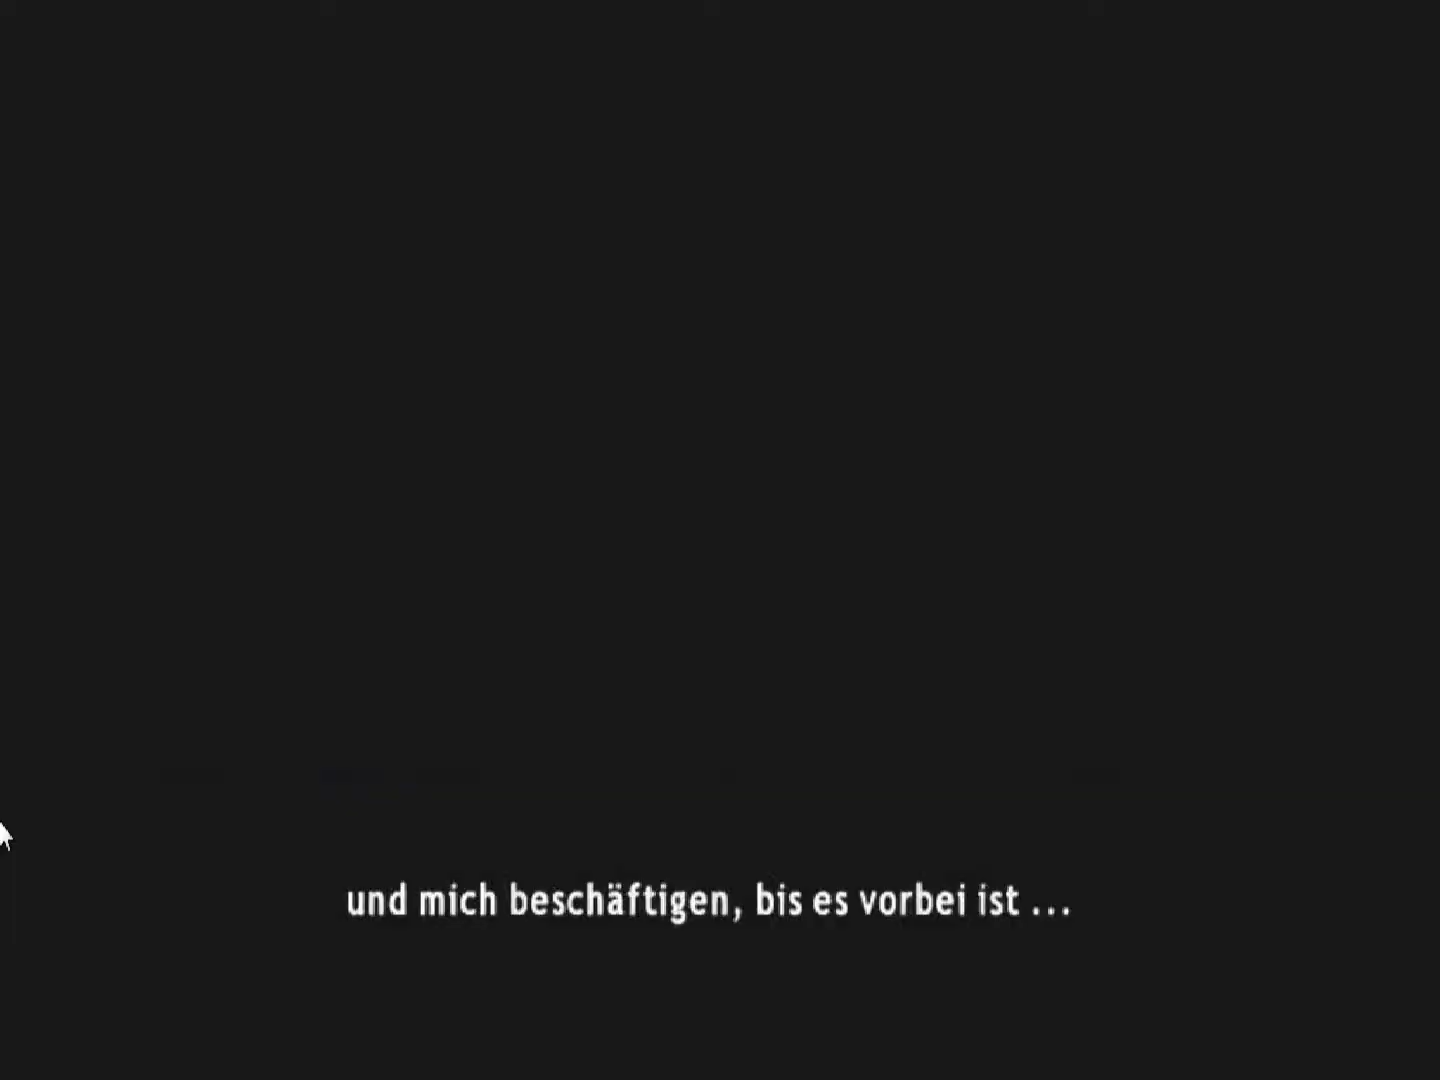 und mich beschäftigen, bis es vorbei ist ...